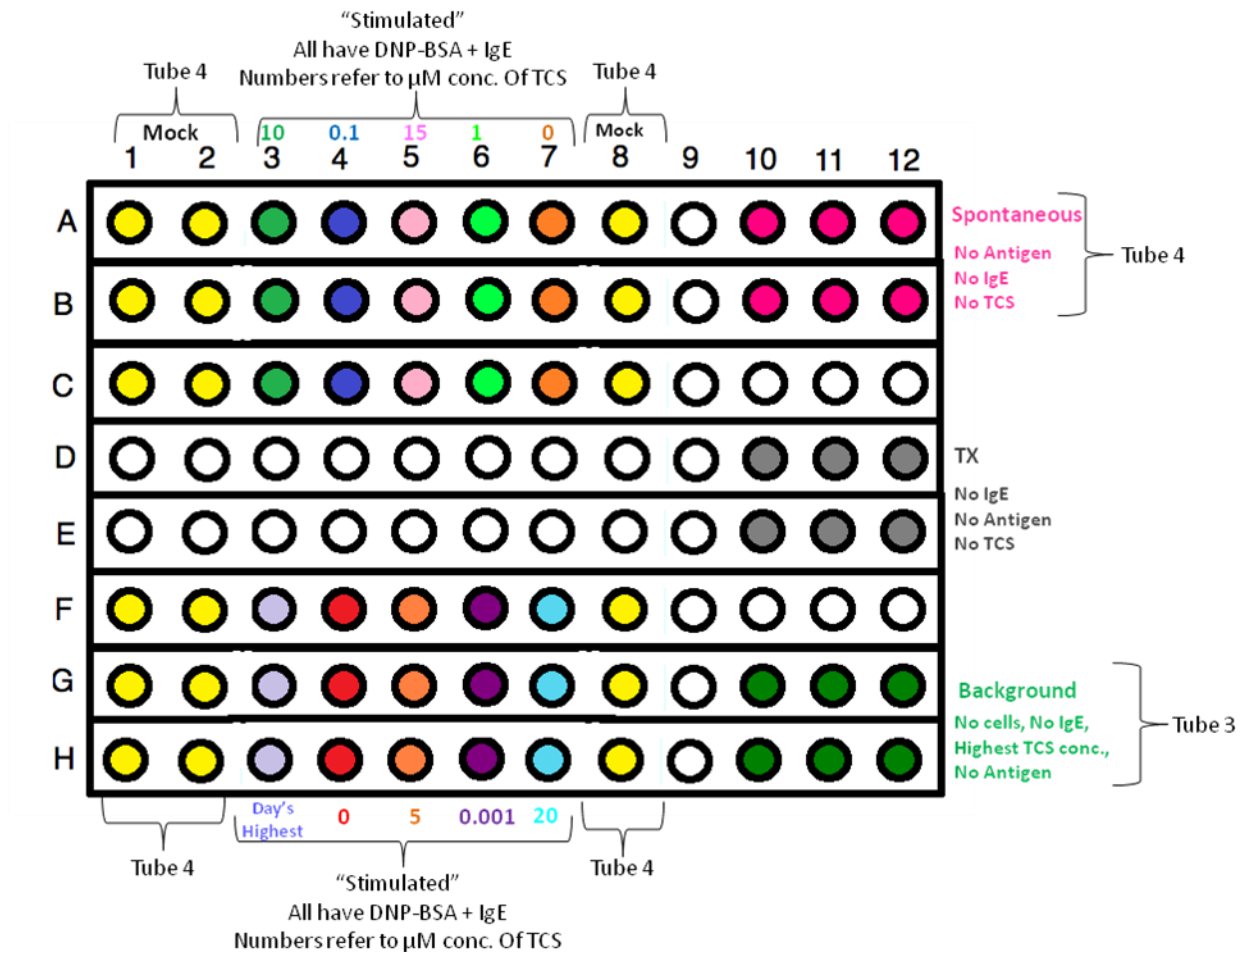 “Stimulated”
All have DNP-BSA + IgE
Numbers refer to µM conc. Of TCS
Tube 4
Tube 4
Mock
10
0.1
15
1
0
Mock
1 2 3 4 5 6 7 8 9 10 11 12
A
Spontaneous
No Antigen
No IgE
No TCS
Tube 4
B
C
D
TX
No IgE
No Antigen
No TCS
E
F
G
Background
No cells, No IgE,
Highest TCS conc.,
No Antigen
Tube 3
H
Day’s
Highest
0
5
0.001
20
Tube 4
Tube 4
“Stimulated”
All have DNP-BSA + IgE
Numbers refer to µM conc. Of TCS